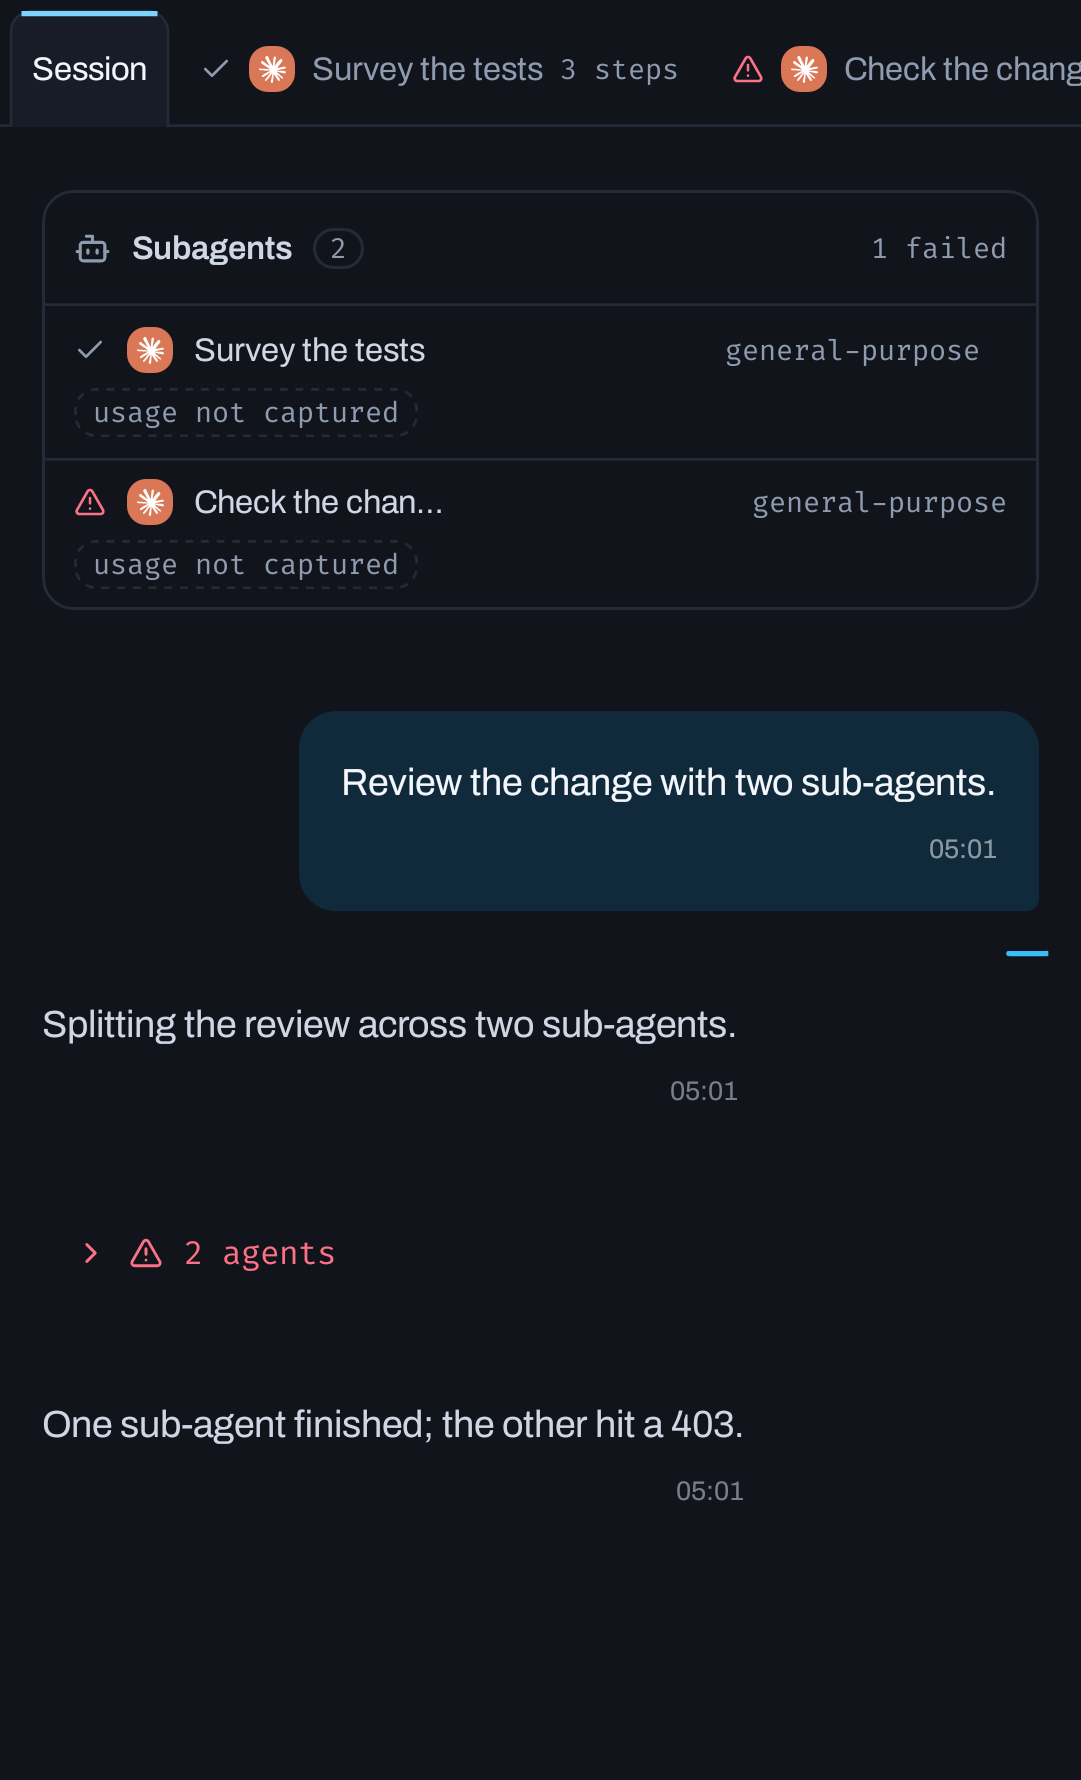 Session
Survey the tests 3 steps
Check the chang
Subagents 2
1 failed
Survey the tests
general-purpose
usage not captured
Check the chan...
general-purpose
usage not captured
Review the change with two sub-agents.
05:01
Splitting the review across two sub-agents.
05:01
2 agents
One sub-agent finished; the other hit a 403.
05:01